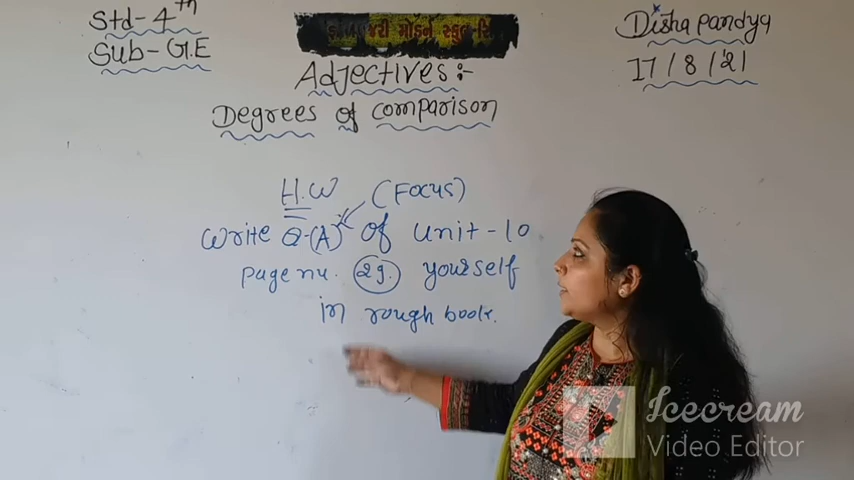 Std-4th
Sub-G.E
મોર્ડન સ્કુલ
Disha pandya
17/8/21
Adjectives:-
Degrees of comparison
H.W (Focus)
write Q-(A) of Unit-10
page nu. 29. yourself
in rough book.
Icecream
Video Editor